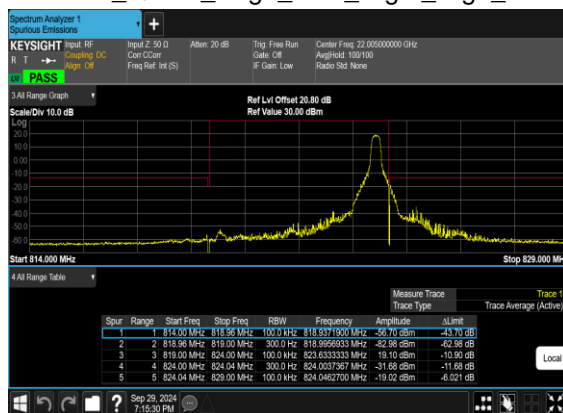 Spectrum Analyzer 1
Spurious Emissions
+
KEYSIGHT Input: RF Input Z: 50 Ω Atten: 20 dB Trig: Free Run Center Freq: 22.005000000 GHz
R T Coupling: DC Corr CCorr Gate: Off Avg|Hold: 100/100
Align: Off Freq Ref: Int (S) IF Gain: Low Radio Std: None
PASS
3 All Range Graph
Ref Lvl Offset 20.80 dB
Scale/Div 10.0 dB Ref Value 30.00 dBm
Log
20.0
10.0
0.00
-10.0
-20.0
-30.0
-40.0
-50.0
-60.0
Start 814.000 MHz Stop 829.000 MH
4 All Range Table
Measure Trace Trace 1
Trace Type Trace Average (Active)
Spur Range Start Freq Stop Freq RBW Frequency Amplitude ΔLimit
1 1 814.00 MHz 818.96 MHz 100.0 kHz 818.9371900 MHz -56.70 dBm -43.70 dB
2 2 818.96 MHz 819.00 MHz 300.0 Hz 818.9956933 MHz -82.98 dBm -62.98 dB
3 3 819.00 MHz 824.00 MHz 100.0 kHz 823.6333333 MHz 19.10 dBm -10.90 dB
4 4 824.00 MHz 824.04 MHz 300.0 Hz 824.0037367 MHz -31.68 dBm -11.68 dB
5 5 824.04 MHz 829.00 MHz 100.0 kHz 824.0462700 MHz -19.02 dBm -6.021 dB
Local
? Sep 29, 2024
7:15:30 PM